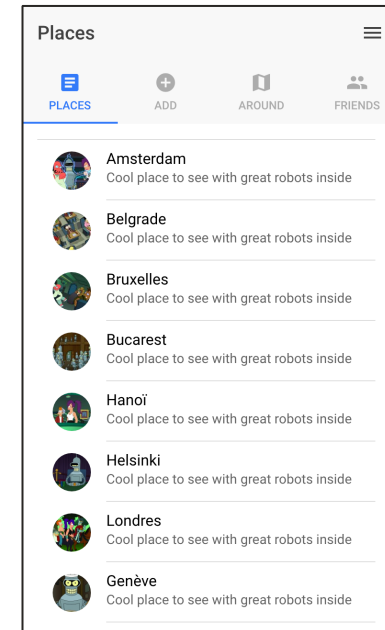 Places
PLACES
ADD
AROUND
FRIENDS
Amsterdam
Cool place to see with great robots inside
Belgrade
Cool place to see with great robots inside
Bruxelles
Cool place to see with great robots inside
Bucarest
Cool place to see with great robots inside
Hanoï
Cool place to see with great robots inside
Helsinki
Cool place to see with great robots inside
Londres
Cool place to see with great robots inside
Genève
Cool place to see with great robots inside